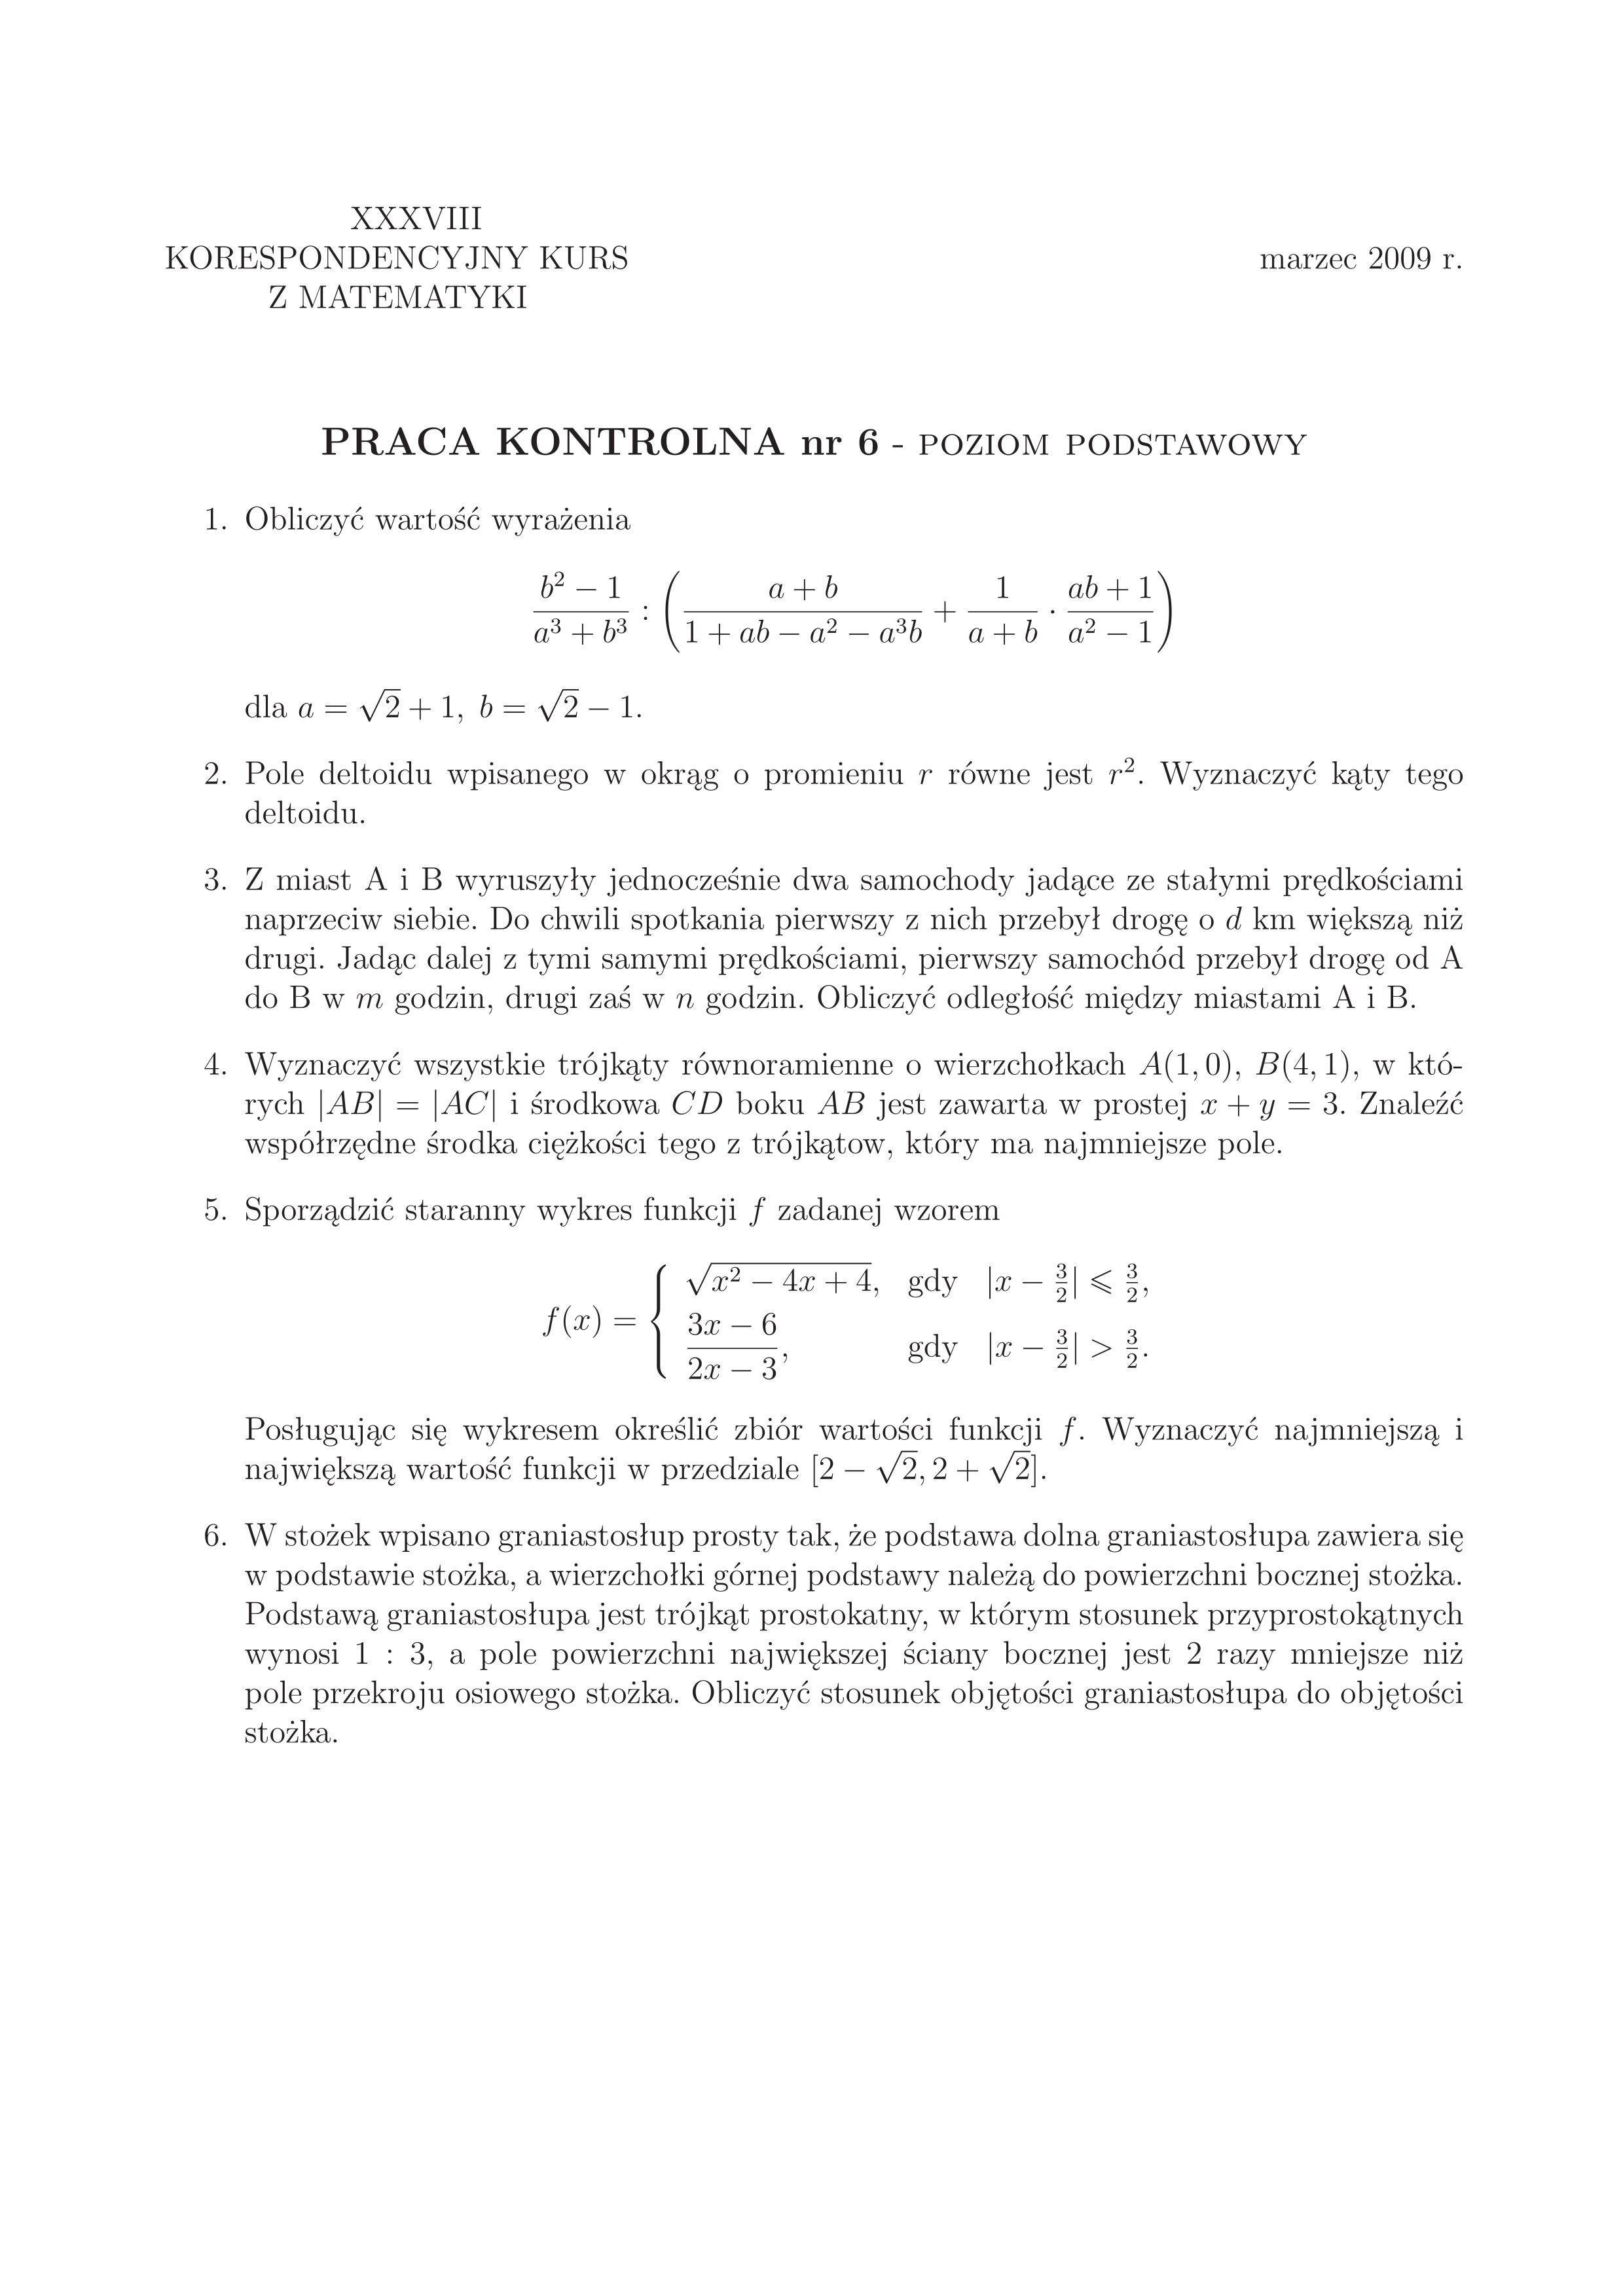 XXXVIII
KORESPONDENCYJNY KURS
marzec 2009 r.
Z MATEMATYKI
PRACA KONTROLNA nr 6 - POZIOM PODSTAWOWY
1. Obliczyć wartość wyrażenia
\frac{b^2 - 1}{a^3 + b^3} : \left( \frac{a + b}{1 + ab - a^2 - a^3b} + \frac{1}{a + b} \cdot \frac{ab + 1}{a^2 - 1} \right)
dla a = √2 + 1, b = √2 − 1.
2. Pole deltoidu wpisanego w okrąg o promieniu r równe jest r². Wyznaczyć kąty tego
deltoidu.
3. Z miast A i B wyruszyły jednocześnie dwa samochody jadące ze stałymi prędkościami
naprzeciw siebie. Do chwili spotkania pierwszy z nich przebył drogę o d km większą niż
drugi. Jadąc dalej z tymi samymi prędkościami, pierwszy samochód przebył drogę od A
do B w m godzin, drugi zaś w n godzin. Obliczyć odległość między miastami A i B.
4. Wyznaczyć wszystkie trójkąty równoramienne o wierzchołkach A(1, 0), B(4, 1), w któ-
rych |AB| = |AC| i środkowa CD boku AB jest zawarta w prostej x + y = 3. Znaleźć
współrzędne środka ciężkości tego z trójkątow, który ma najmniejsze pole.
5. Sporządzić staranny wykres funkcji f zadanej wzorem
f(x) = \begin{cases} \sqrt{x^2 - 4x + 4}, & gdy |x - \frac{3}{2}| \leqslant \frac{3}{2}, \\ \frac{3x - 6}{2x - 3}, & gdy |x - \frac{3}{2}| > \frac{3}{2}. \end{cases}
Posługując się wykresem określić zbiór wartości funkcji f. Wyznaczyć najmniejszą i
największą wartość funkcji w przedziale [2 − √2, 2 + √2].
6. W stożek wpisano graniastosłup prosty tak, że podstawa dolna graniastosłupa zawiera się
w podstawie stożka, a wierzchołki górnej podstawy należą do powierzchni bocznej stożka.
Podstawą graniastosłupa jest trójkąt prostokatny, w którym stosunek przyprostokątnych
wynosi 1 : 3, a pole powierzchni największej ściany bocznej jest 2 razy mniejsze niż
pole przekroju osiowego stożka. Obliczyć stosunek objętości graniastosłupa do objętości
stożka.